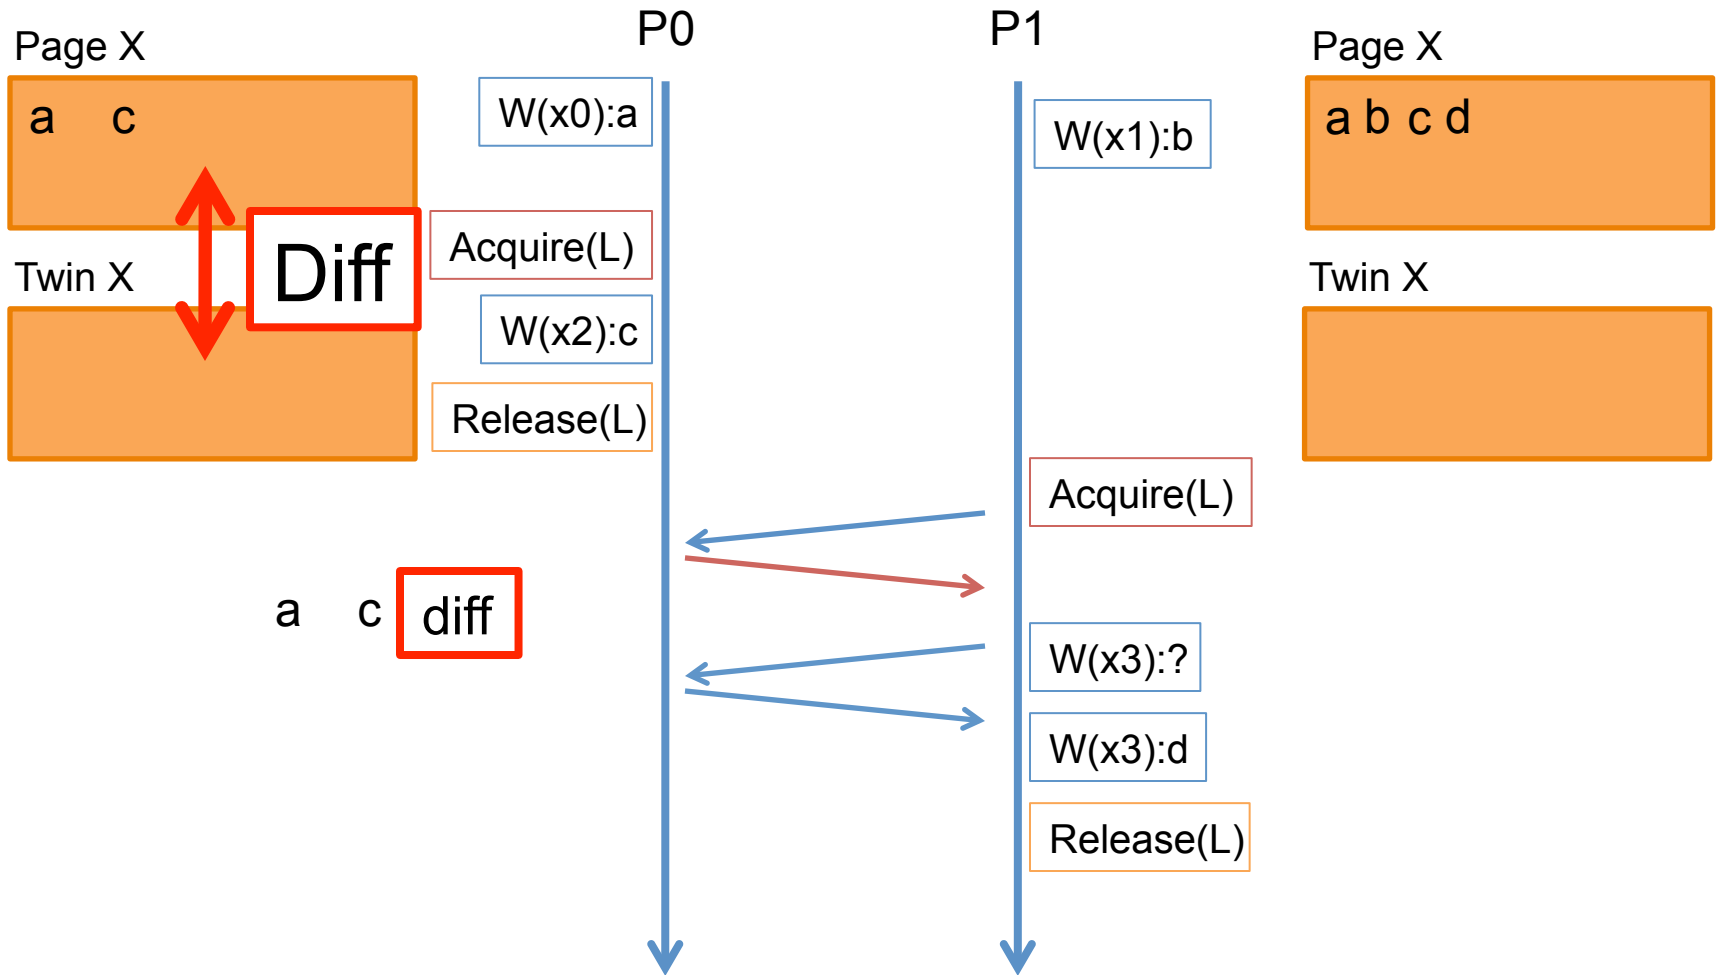 P0
P1
Page X
Page X
a c
W(x0):a
W(x1):b
a b c d
Acquire(L)
Diff
Twin X
Twin X
W(x2):c
Release(L)
Acquire(L)
a c diff
W(x3):?
W(x3):d
Release(L)